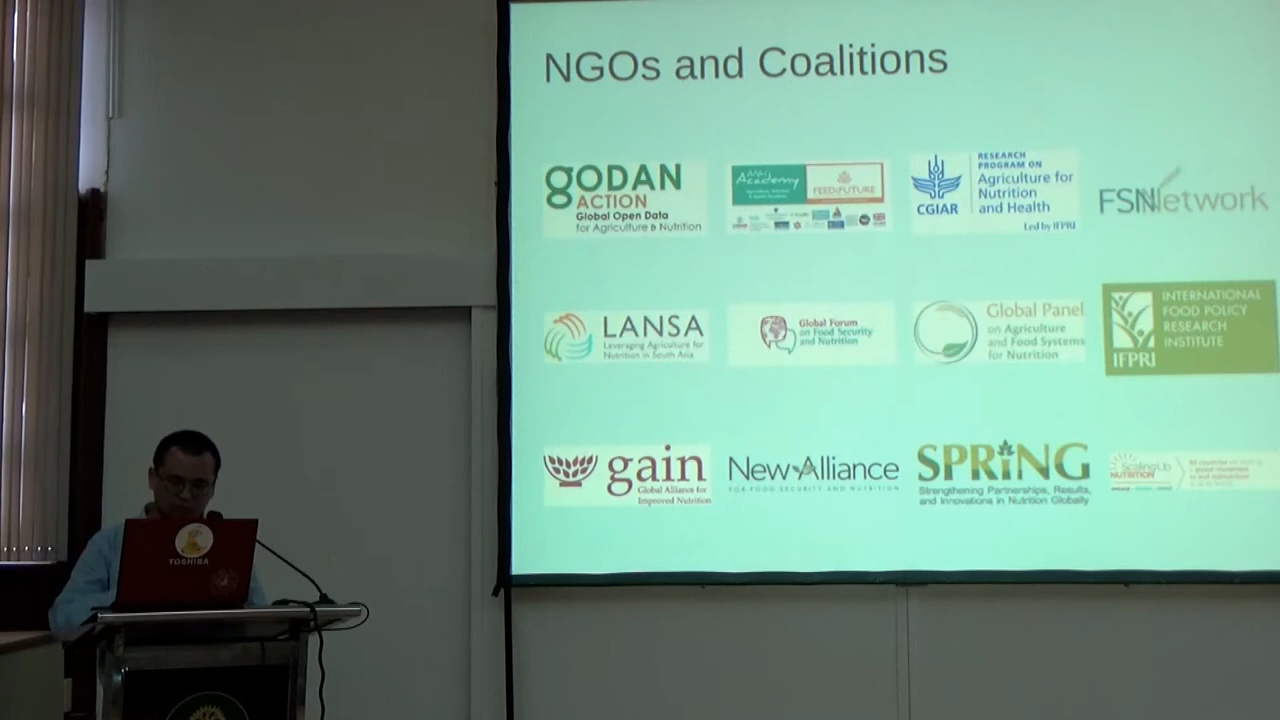 NGOs and Coalitions
GODAN
ACTION
Global Open Data
for Agriculture & Nutrition
Academy
FEED FUTURE
CGIAR
RESEARCH
PROGRAM ON
Agriculture for
Nutrition
and Health
Led by IFPRI
FSNNetwork
LANSA
Leveraging Agriculture for
Nutrition in South Asia
Global Forum
on Food Security
and Nutrition
Global Panel
on Agriculture
and Food Systems
for Nutrition
IFPRI
INTERNATIONAL
FOOD POLICY
RESEARCH
INSTITUTE
gain
Global Alliance for
Improved Nutrition
New Alliance
FOR FOOD SECURITY AND NUTRITION
SPRiNG
Strengthening Partnerships, Results,
and Innovations in Nutrition Globally
Scaling Up
NUTRITION
TOSHIBA